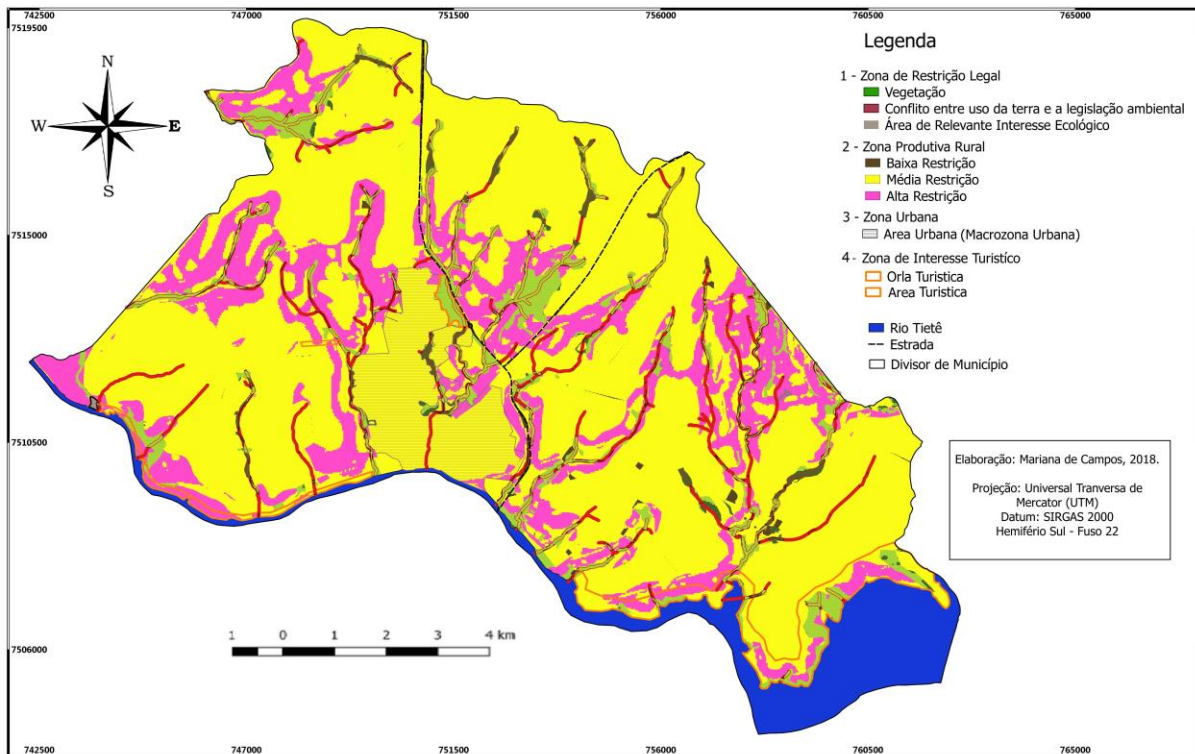 742500 747000 751500 756000 760500 765000
7519500
7515000
7510500
7506000
N
W E
S
Legenda
1 - Zona de Restrição Legal
Vegetação
Conflito entre uso da terra e a legislação ambiental
Área de Relevante Interesse Ecológico
2 - Zona Produtiva Rural
Baixa Restrição
Média Restrição
Alta Restrição
3 - Zona Urbana
Area Urbana (Macrozona Urbana)
4 - Zona de Interesse Turistíco
Orla Turistica
Area Turistica
Rio Tietê
Estrada
Divisor de Município
Elaboração: Mariana de Campos, 2018.
Projeção: Universal Tranversa de
Mercator (UTM)
Datum: SIRGAS 2000
Hemifério Sul - Fuso 22
1 0 1 2 3 4 km
742500 747000 751500 756000 760500 765000